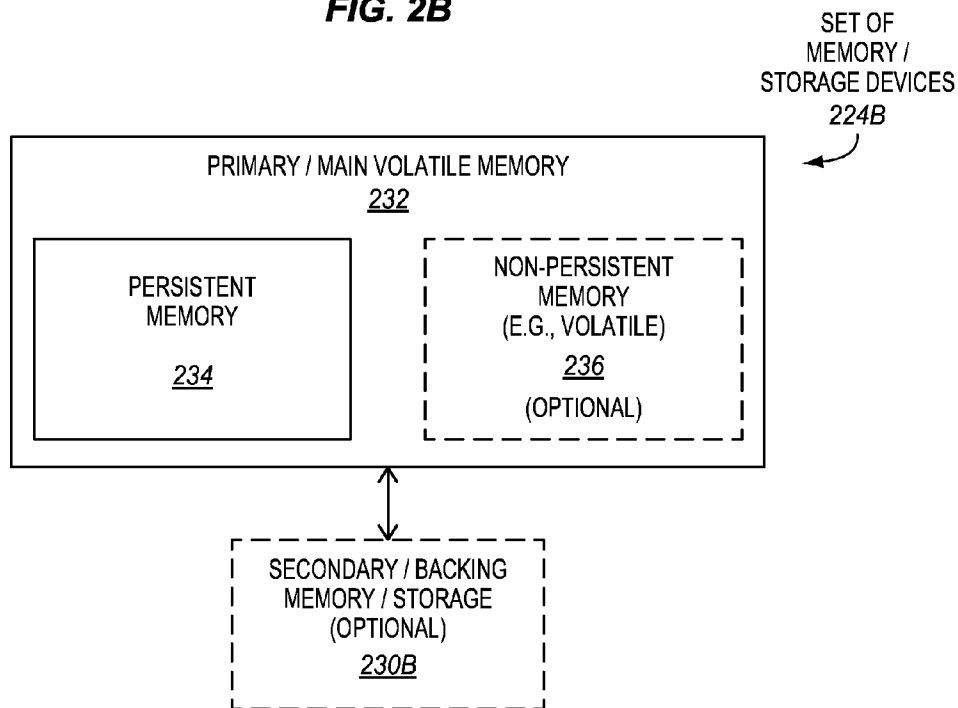 FIG. 2B
SET OF
MEMORY /
STORAGE DEVICES
224B
PRIMARY / MAIN VOLATILE MEMORY
232
PERSISTENT
MEMORY
234
NON-PERSISTENT
MEMORY
(E.G., VOLATILE)
236
(OPTIONAL)
SECONDARY / BACKING
MEMORY / STORAGE
(OPTIONAL)
230B